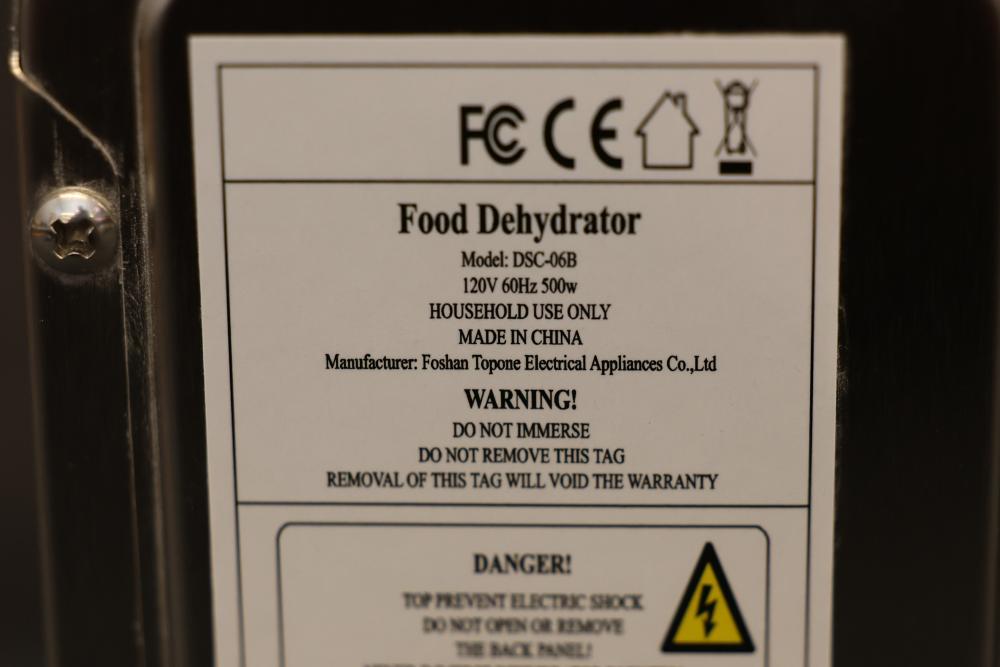 FC CE
Food Dehydrator
Model: DSC-06B
120V 60Hz 500w
HOUSEHOLD USE ONLY
MADE IN CHINA
Manufacturer: Foshan Topone Electrical Appliances Co.,Ltd
WARNING!
DO NOT IMMERSE
DO NOT REMOVE THIS TAG
REMOVAL OF THIS TAG WILL VOID THE WARRANTY
DANGER!
TOP PREVENT ELECTRIC SHOCK
DO NOT OPEN OR REMOVE
THE BACK PANEL!